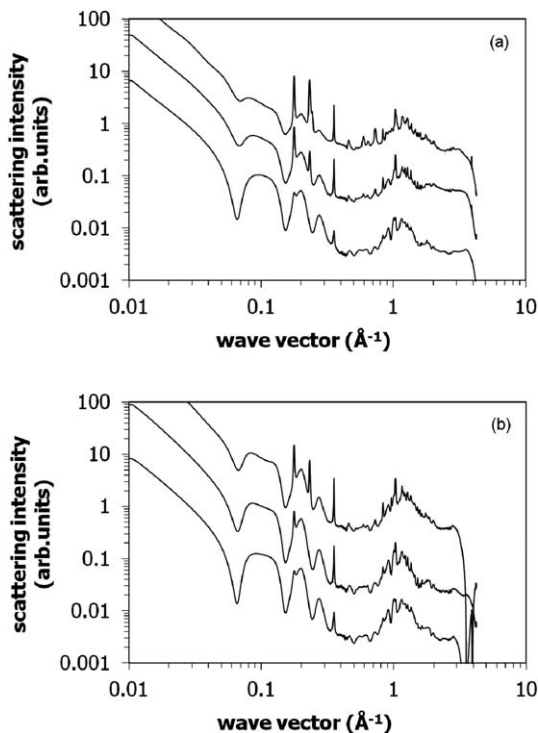 (a)
scattering intensity
(arb.units)
100
10
1
0.1
0.01
0.001
0.01
0.1
1
10
wave vector (Å-1)
(b)
scattering intensity
(arb.units)
100
10
1
0.1
0.01
0.001
0.01
0.1
1
10
wave vector (Å-1)